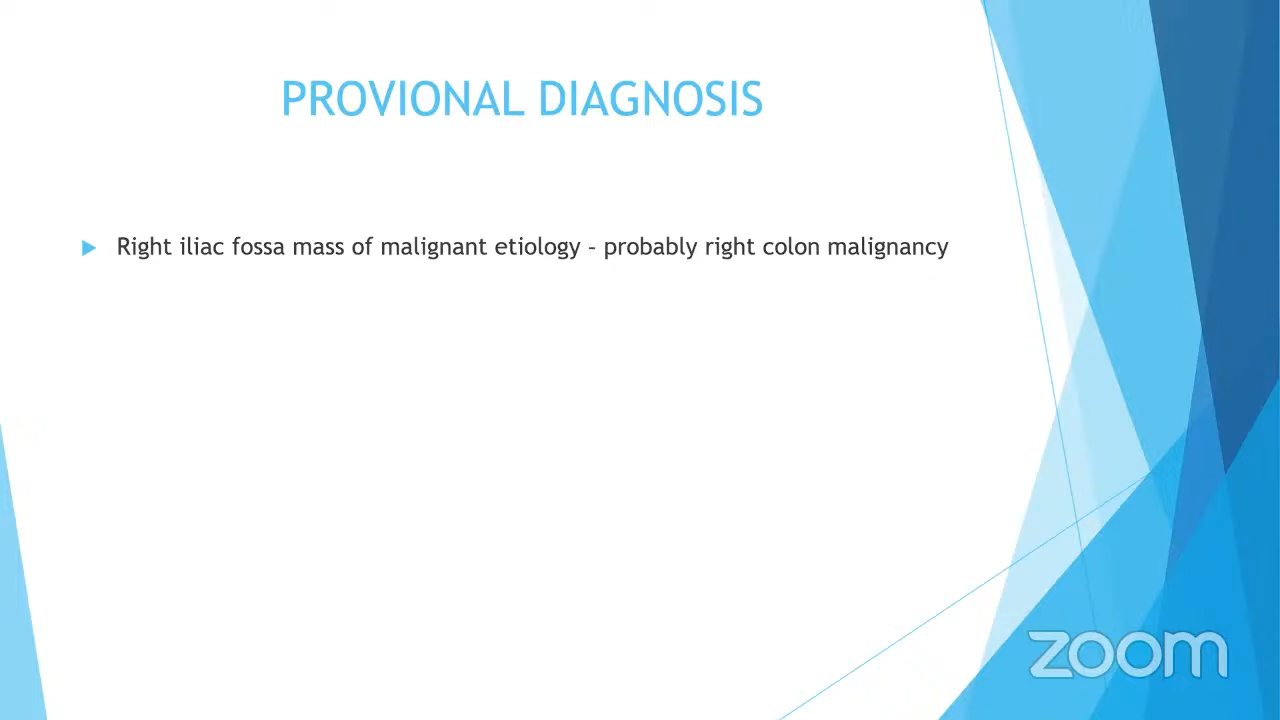 PROVIONAL DIAGNOSIS
Right iliac fossa mass of malignant etiology – probably right colon malignancy
zoom